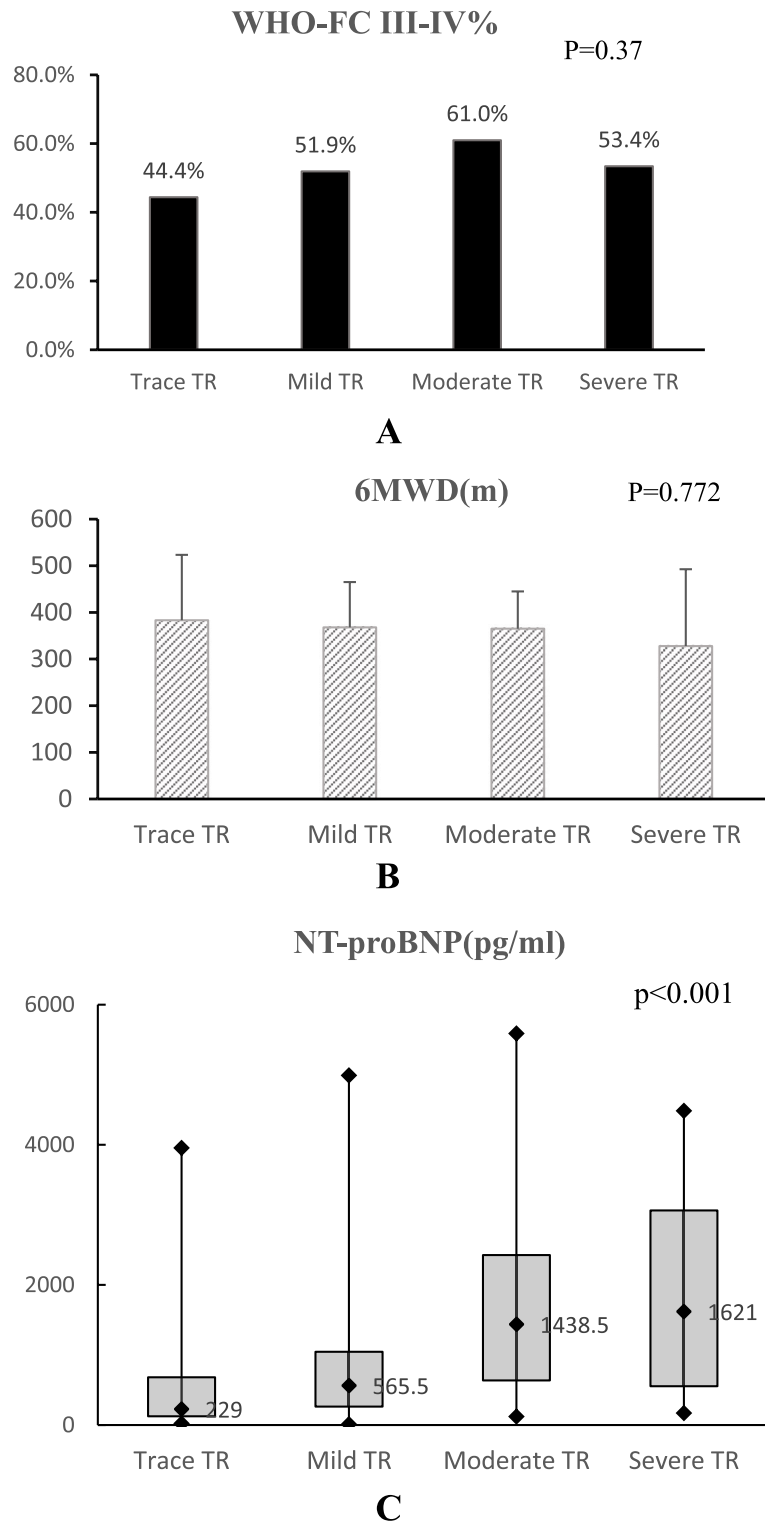 WHO-FC III-IV%
P=0.37
80.0%
60.0%
40.0%
20.0%
0.0%
44.4%
51.9%
61.0%
53.4%
Trace TR Mild TR Moderate TR Severe TR
A
6MWD(m)
P=0.772
600
500
400
300
200
100
0
Trace TR Mild TR Moderate TR Severe TR
B
NT-proBNP(pg/ml)
p<0.001
6000
4000
2000
0
229
565.5
1438.5
1621
Trace TR Mild TR Moderate TR Severe TR
C